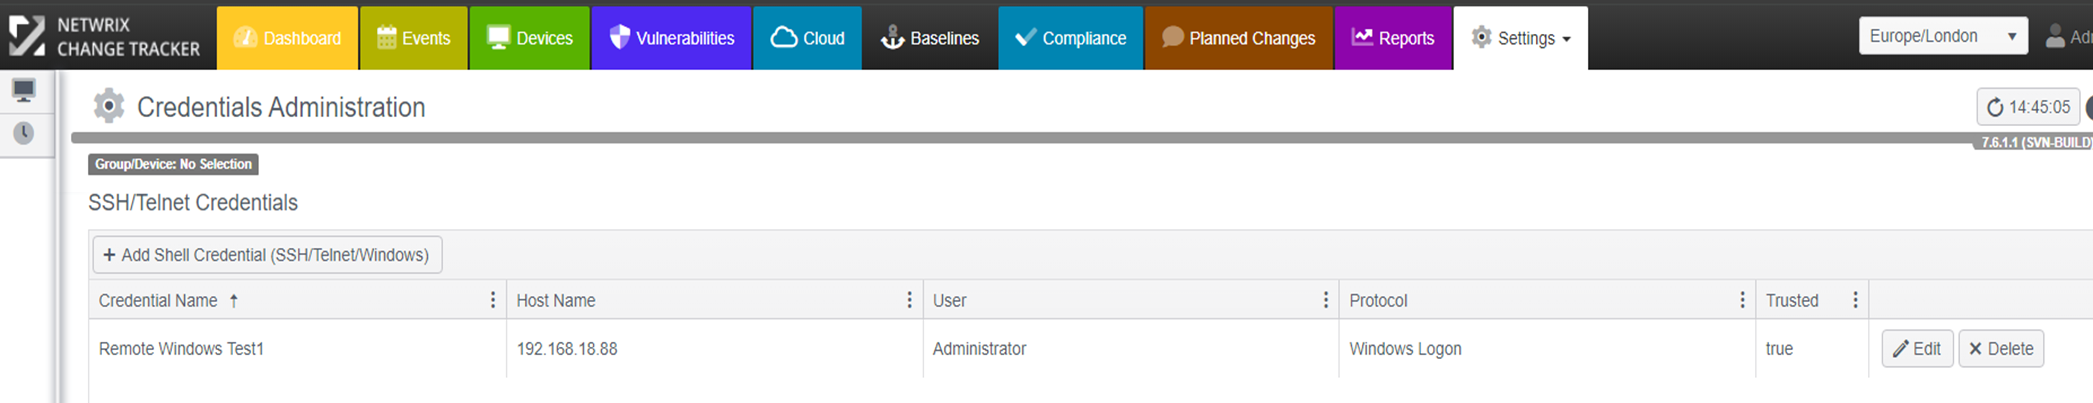 NETWRIX
CHANGE TRACKER
Dashboard Events Devices Vulnerabilities Cloud Baselines Compliance Planned Changes Reports Settings
Europe/London
Credentials Administration
14:45:05
7.6.1.1 (SVN-BUILD)
Group/Device: No Selection
SSH/Telnet Credentials
+ Add Shell Credential (SSH/Telnet/Windows)
Credential Name ↑ Host Name User Protocol Trusted
Remote Windows Test1 192.168.18.88 Administrator Windows Logon true Edit Delete